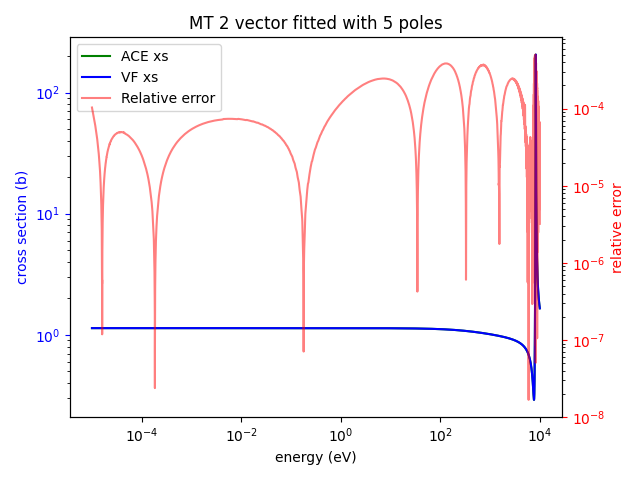 MT 2 vector fitted with 5 poles
ACE xs
VF xs
Relative error
cross section (b)
10^2
10^1
10^0
10^-4
10^-5
10^-6
10^-7
10^-8
relative error
10^-4
10^-2
10^0
10^2
10^4
energy (eV)